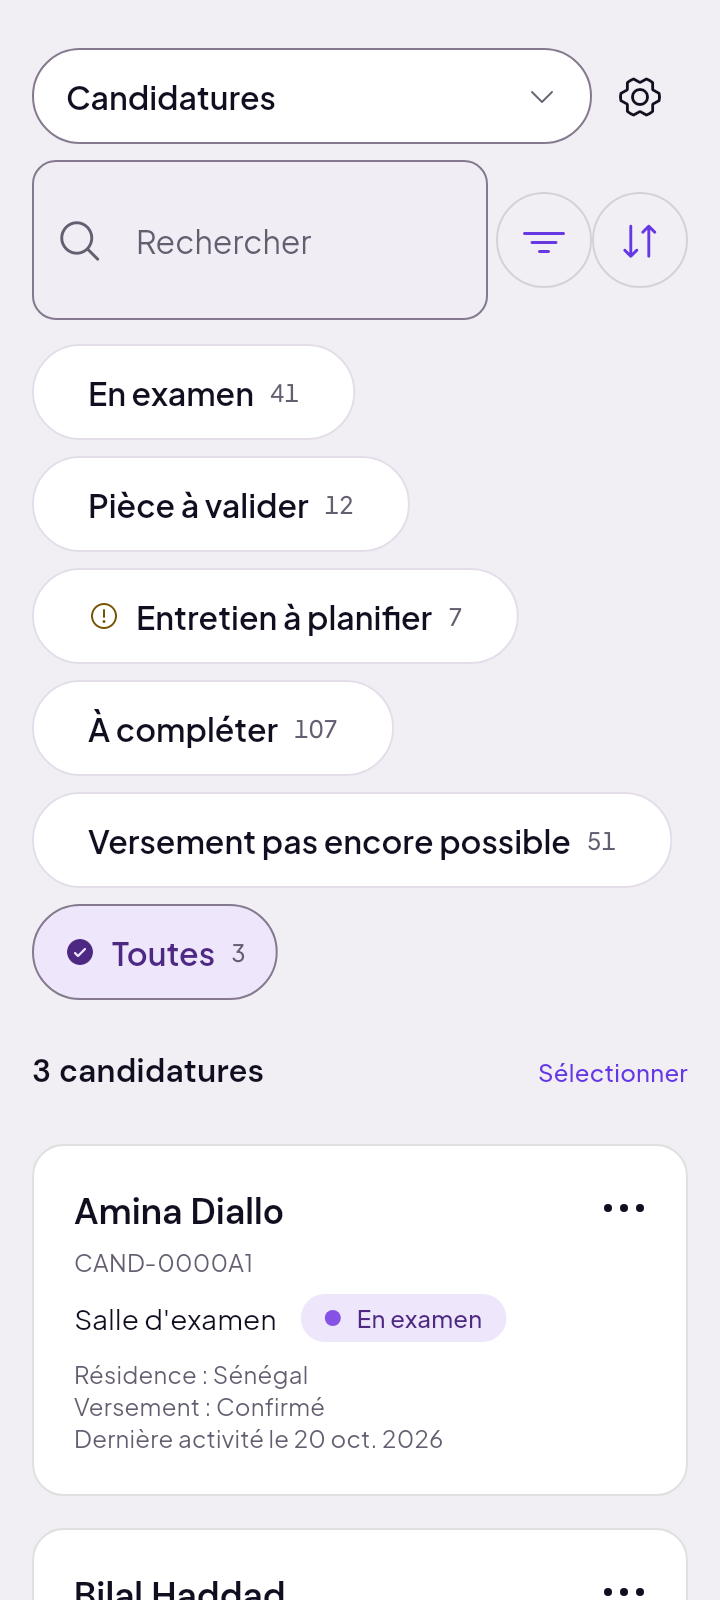 Candidatures
Rechercher
En examen 41
Pièce à valider 12
Entretien à planifier 7
À compléter 107
Versement pas encore possible 51
Toutes 3
3 candidatures Sélectionner
Amina Diallo
CAND-0000A1
Salle d'examen En examen
Résidence : Sénégal
Versement : Confirmé
Dernière activité le 20 oct. 2026
Bilal Haddad